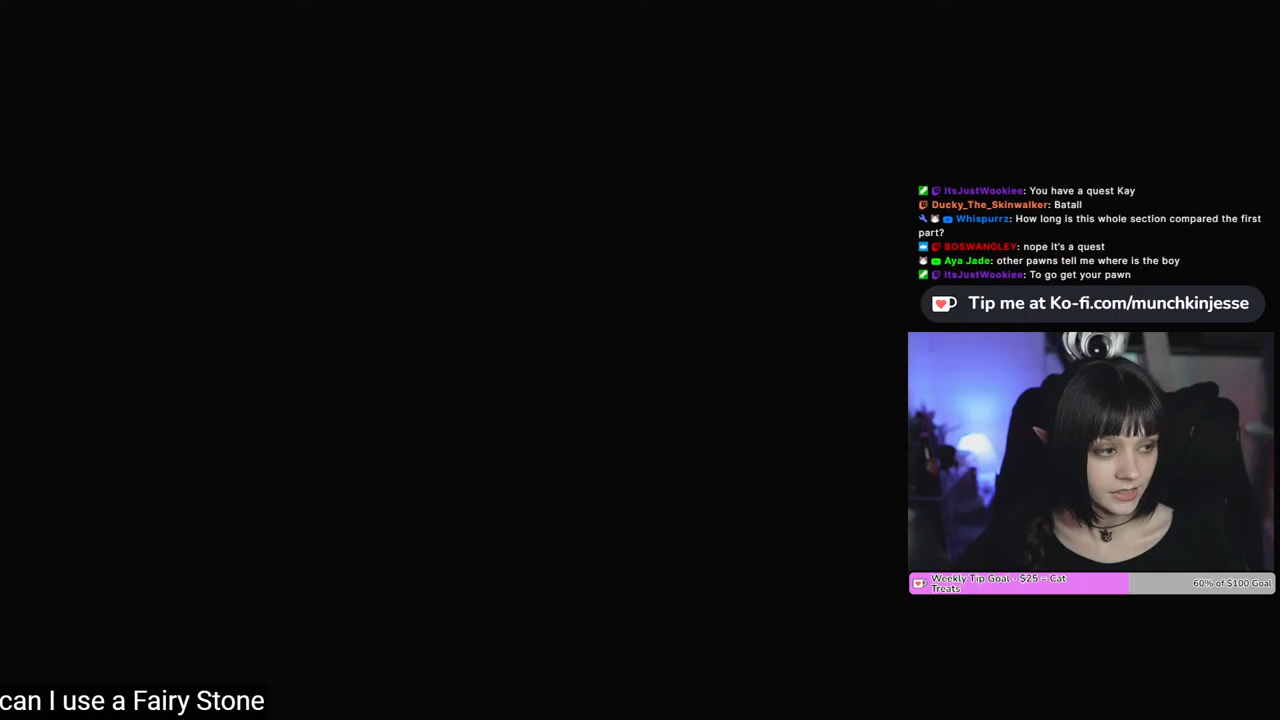 ItsJustWookiee: You have a quest Kay
Ducky_The_Skinwalker: Batall
Whispurrz: How long is this whole section compared the first
part?
BOSWANGLEY: nope it's a quest
Aya Jade: other pawns tell me where is the boy
ItsJustWookiee: To go get your pawn
Tip me at Ko-fi.com/munchkinjesse
Weekly Tip Goal - $25 = Cat
Treats
60% of $100 Goal
can I use a Fairy Stone